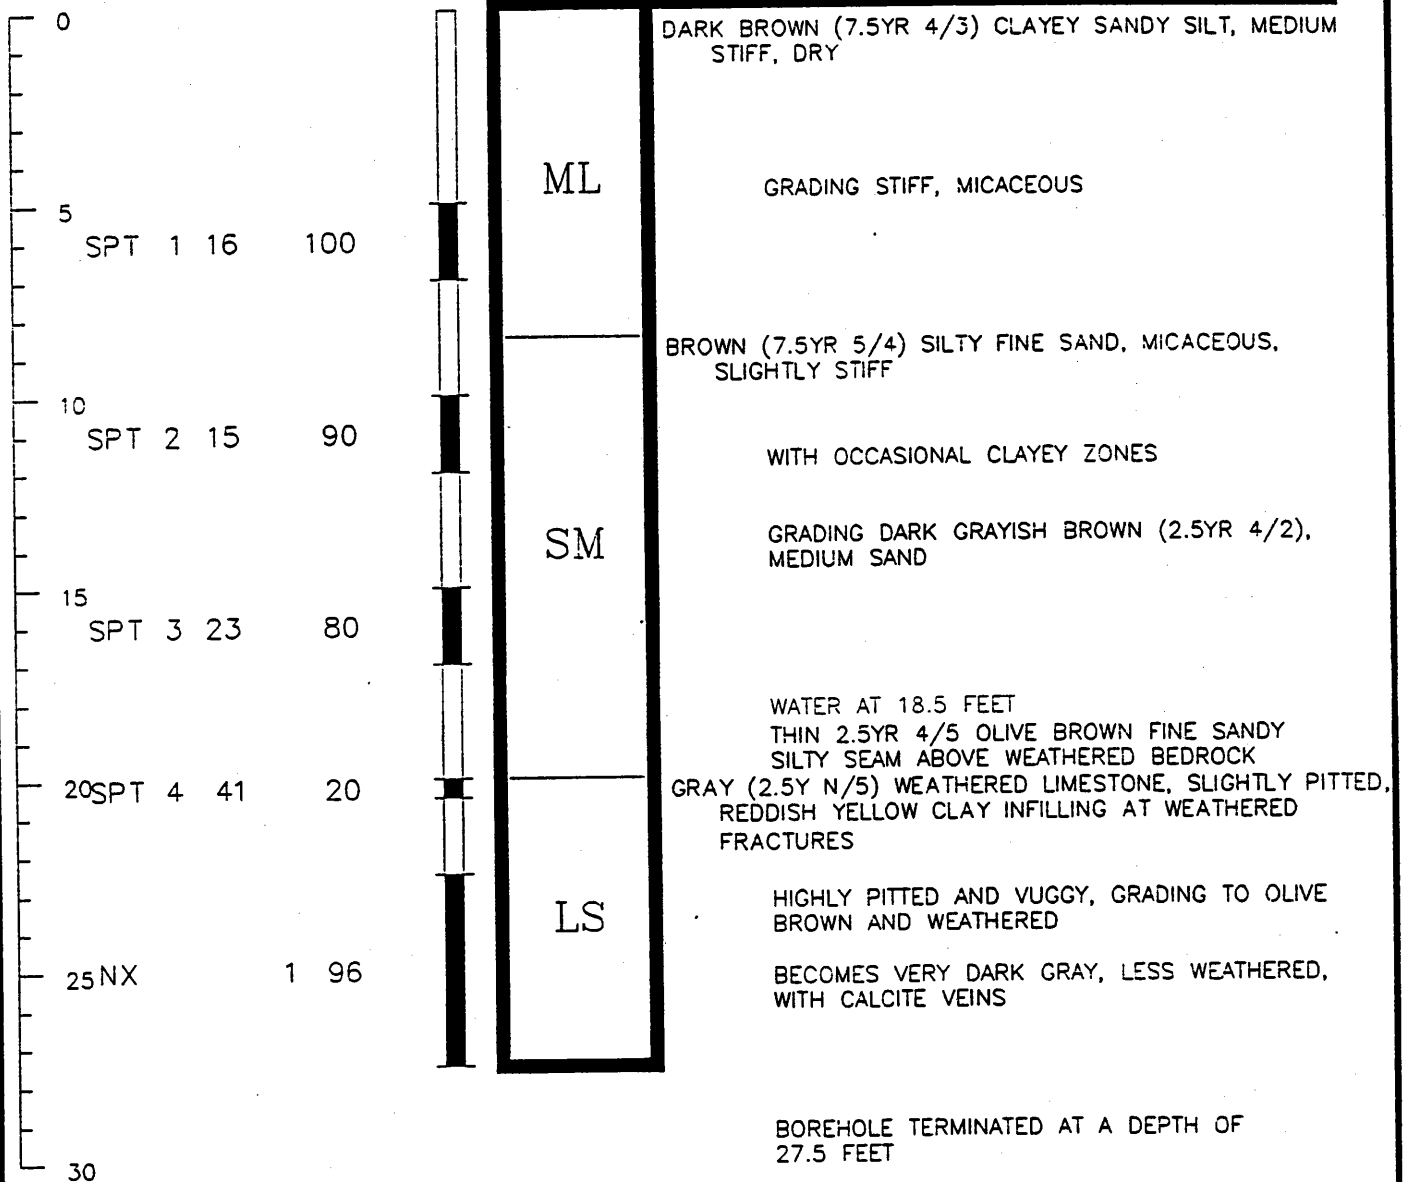 0
DARK BROWN (7.5YR 4/3) CLAYEY SANDY SILT, MEDIUM
STIFF, DRY
ML
GRADING STIFF, MICACEOUS
5
SPT 1 16 100
BROWN (7.5YR 5/4) SILTY FINE SAND, MICACEOUS,
SLIGHTLY STIFF
10
SPT 2 15 90
WITH OCCASIONAL CLAYEY ZONES
SM
GRADING DARK GRAYISH BROWN (2.5YR 4/2),
MEDIUM SAND
15
SPT 3 23 80
WATER AT 18.5 FEET
THIN 2.5YR 4/5 OLIVE BROWN FINE SANDY
SILTY SEAM ABOVE WEATHERED BEDROCK
20 SPT 4 41 20
GRAY (2.5Y N/5) WEATHERED LIMESTONE, SLIGHTLY PITTED,
REDDISH YELLOW CLAY INFILLING AT WEATHERED
FRACTURES
LS
HIGHLY PITTED AND VUGGY, GRADING TO OLIVE
BROWN AND WEATHERED
25 NX 1 96
BECOMES VERY DARK GRAY, LESS WEATHERED,
WITH CALCITE VEINS
BOREHOLE TERMINATED AT A DEPTH OF
27.5 FEET
30